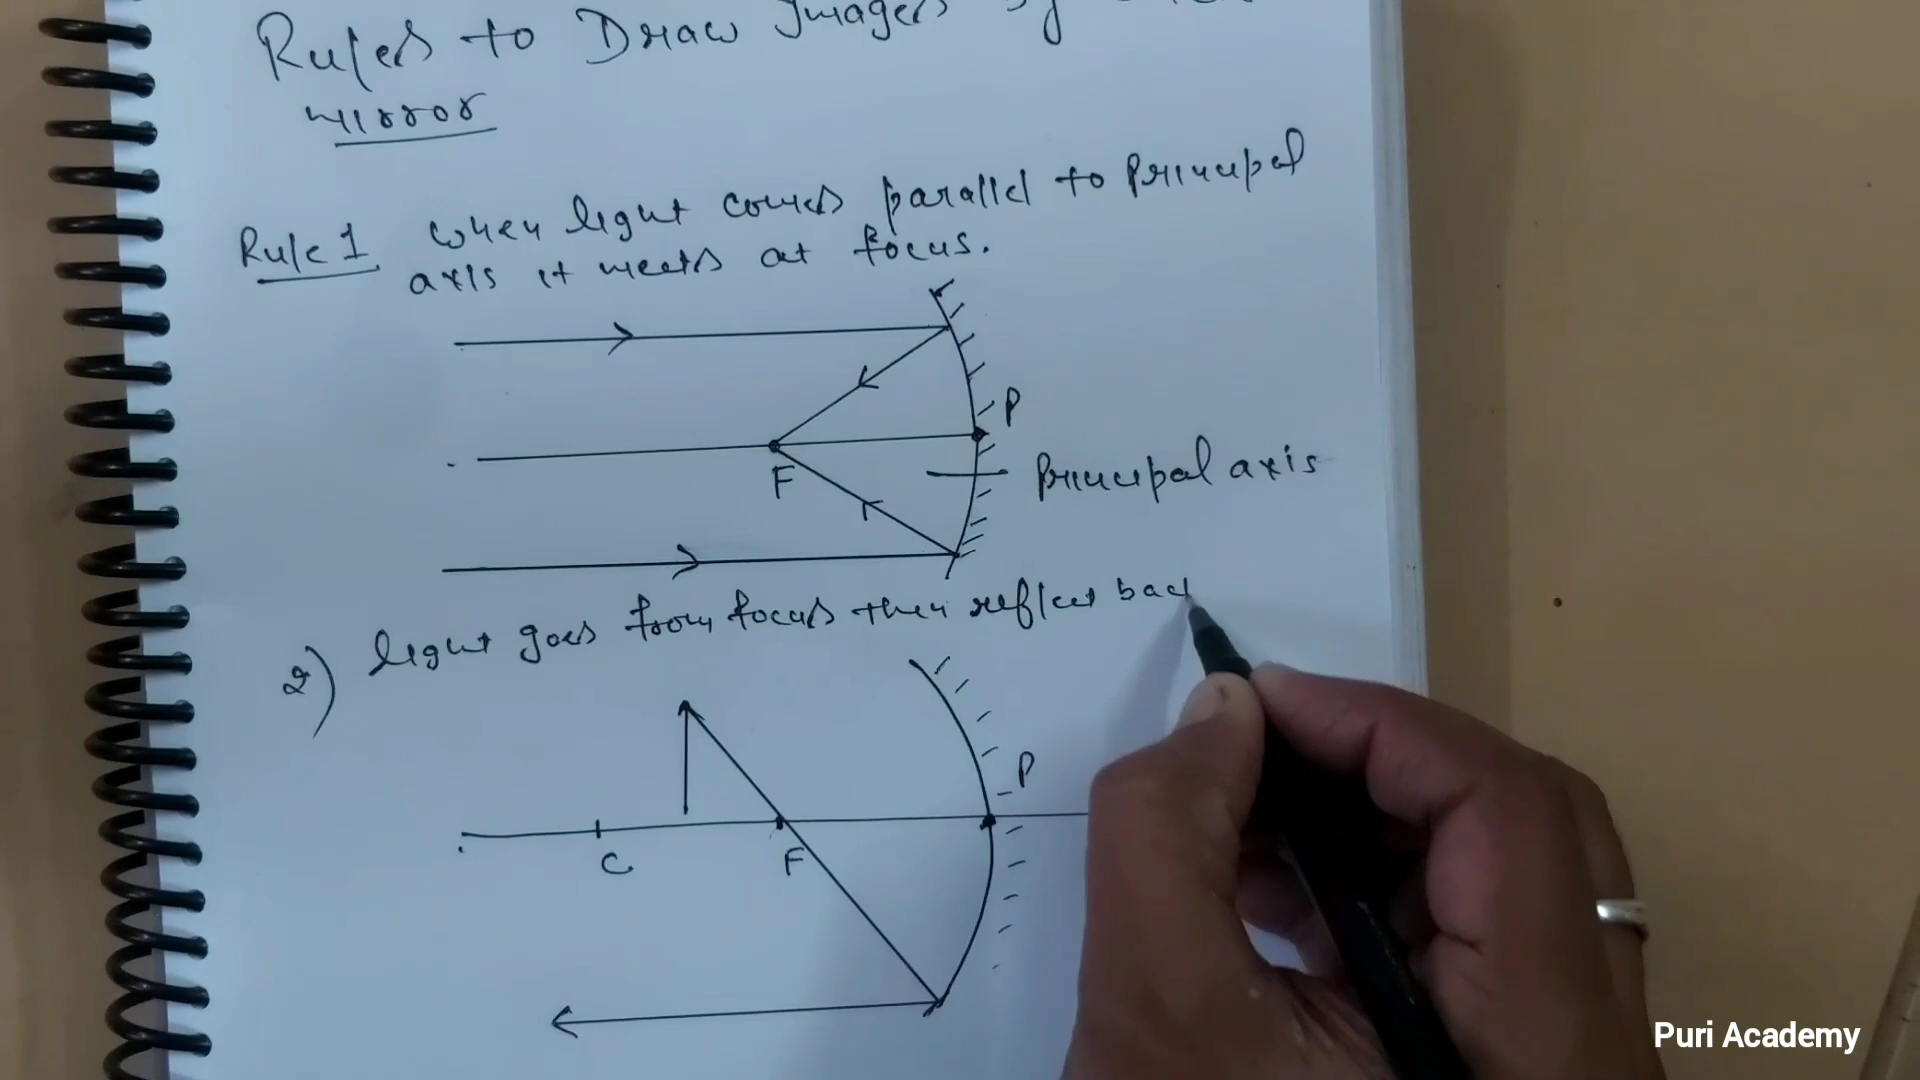 Rules to Draw Images by
mirror
Rule 1 when light comes parallel to Principal
axis it meets at focus.
P
F
Principal axis
2) light goes from focus then reflect back
P
C
F
Puri Academy